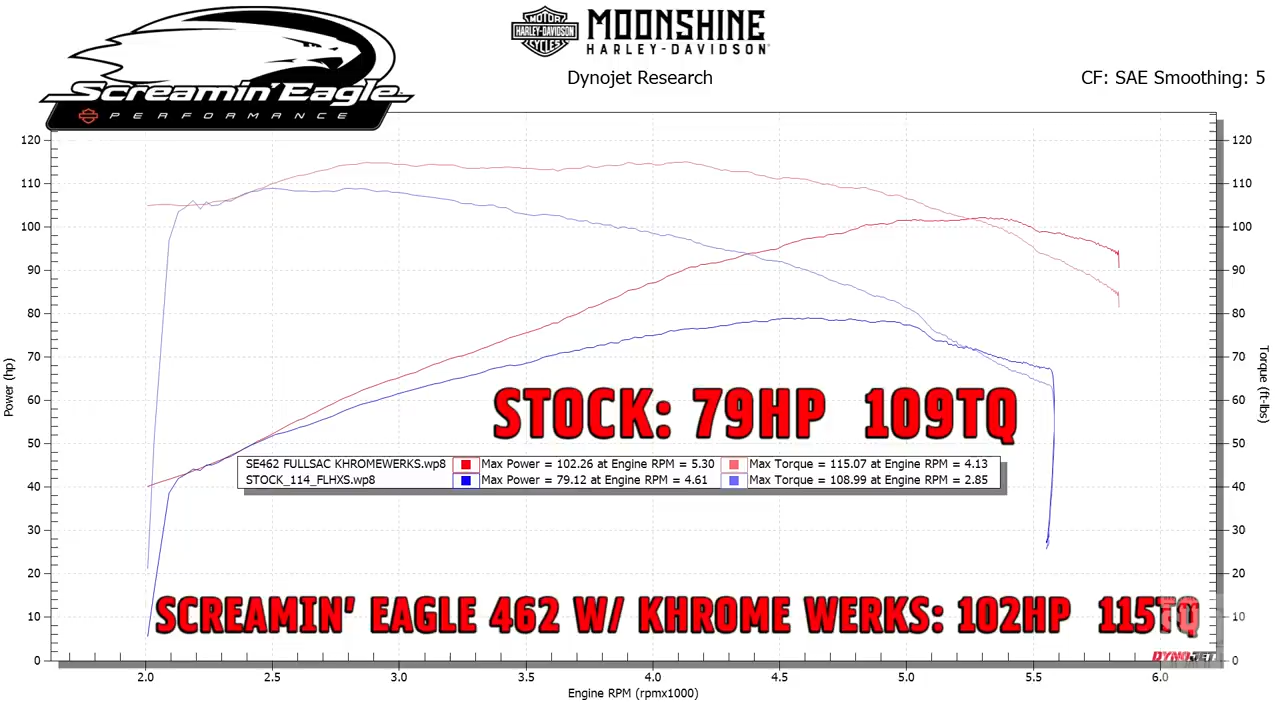 MOTOR
HARLEY-DAVIDSON
CYCLES
MOONSHINE
HARLEY-DAVIDSON
Screamin' Eagle
PERFORMANCE
Dynojet Research
CF: SAE Smoothing: 5
120
110
100
90
80
70
60
50
40
30
20
10
0
Power (hp)
120
110
100
90
80
70
60
50
40
30
20
10
0
Torque (ft-lbs)
STOCK: 79HP 109TQ
SE462 FULLSAC KHROMEWERKS.wp8 Max Power = 102.26 at Engine RPM = 5.30 Max Torque = 115.07 at Engine RPM = 4.13
STOCK_114_FLHXS.wp8 Max Power = 79.12 at Engine RPM = 4.61 Max Torque = 108.99 at Engine RPM = 2.85
SCREAMIN' EAGLE 462 W/ KHROME WERKS: 102HP 115TQ
DYNOJET
2.0 2.5 3.0 3.5 4.0 4.5 5.0 5.5 6.0
Engine RPM (rpmx1000)